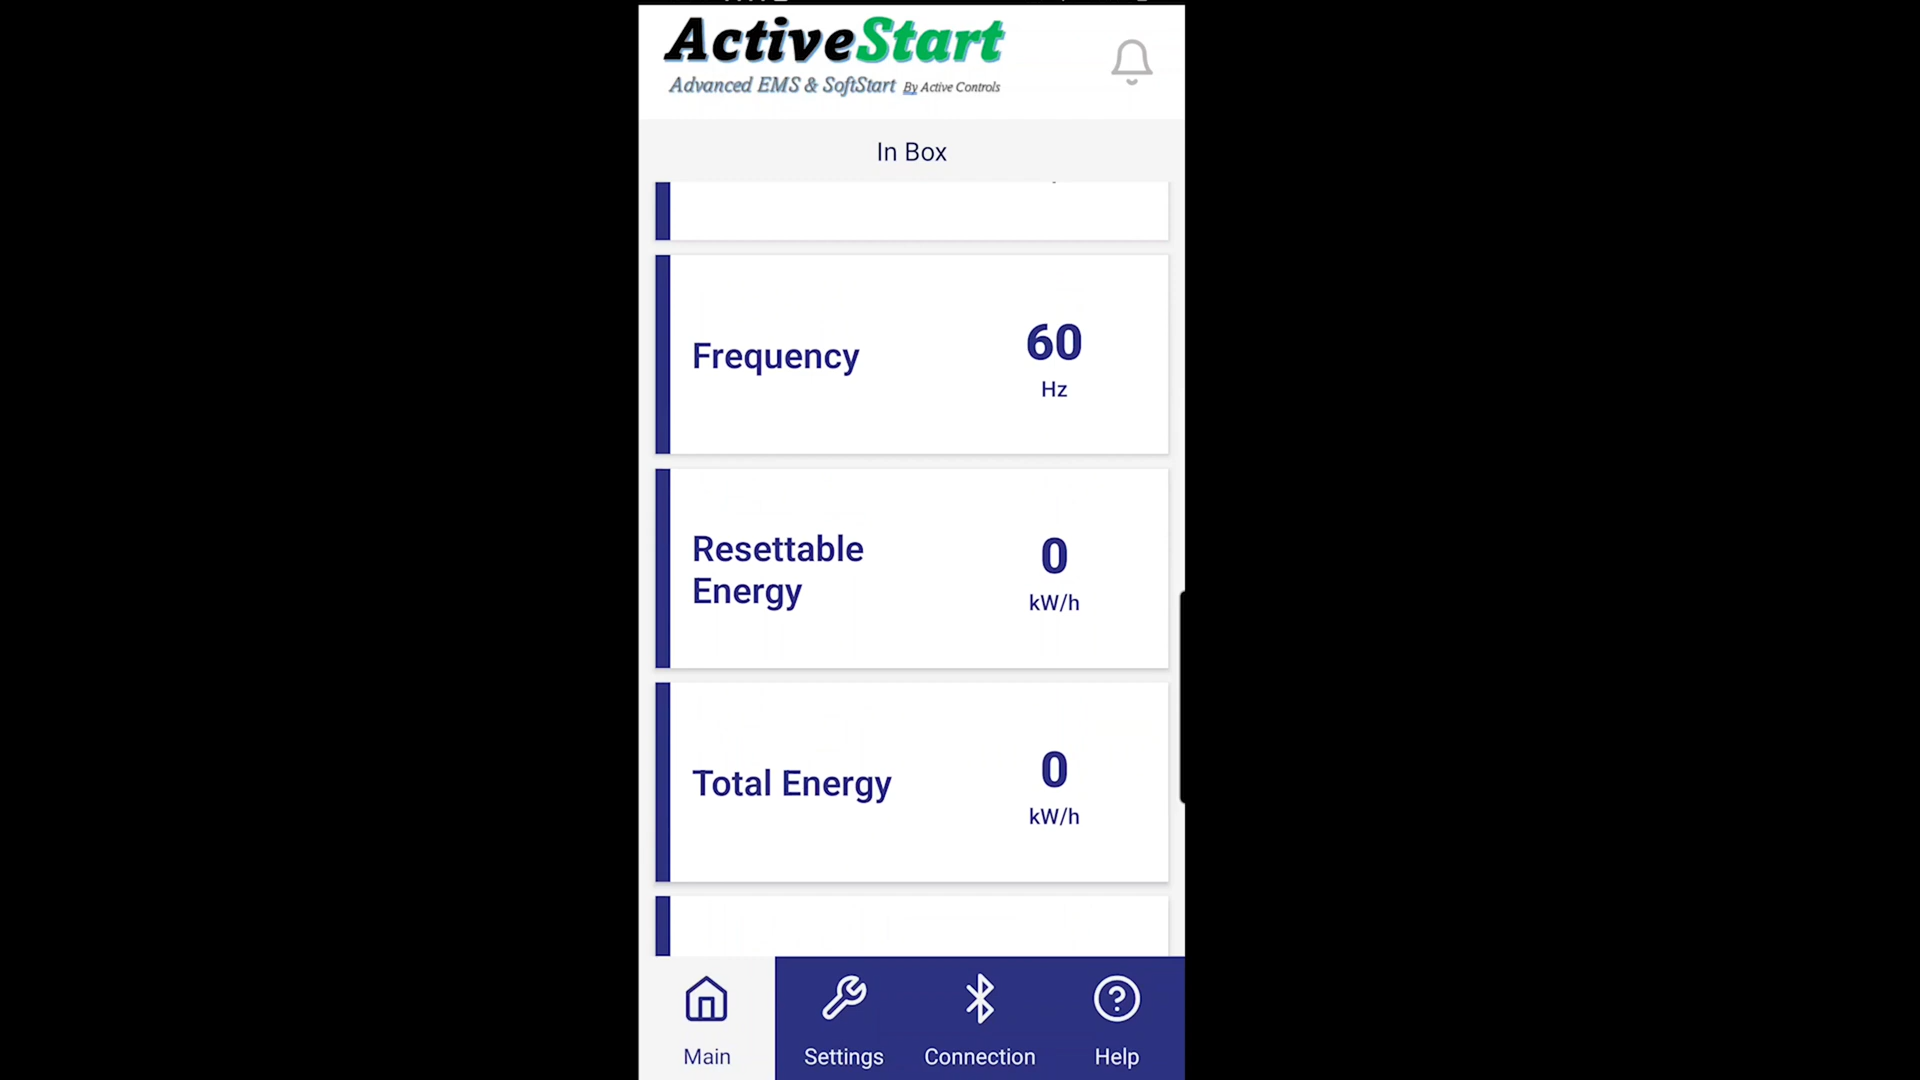 ActiveStart
Advanced EMS & SoftStart By Active Controls
In Box
Frequency
60
Hz
Resettable
Energy
0
kW/h
Total Energy
0
kW/h
Main
Settings
Connection
Help